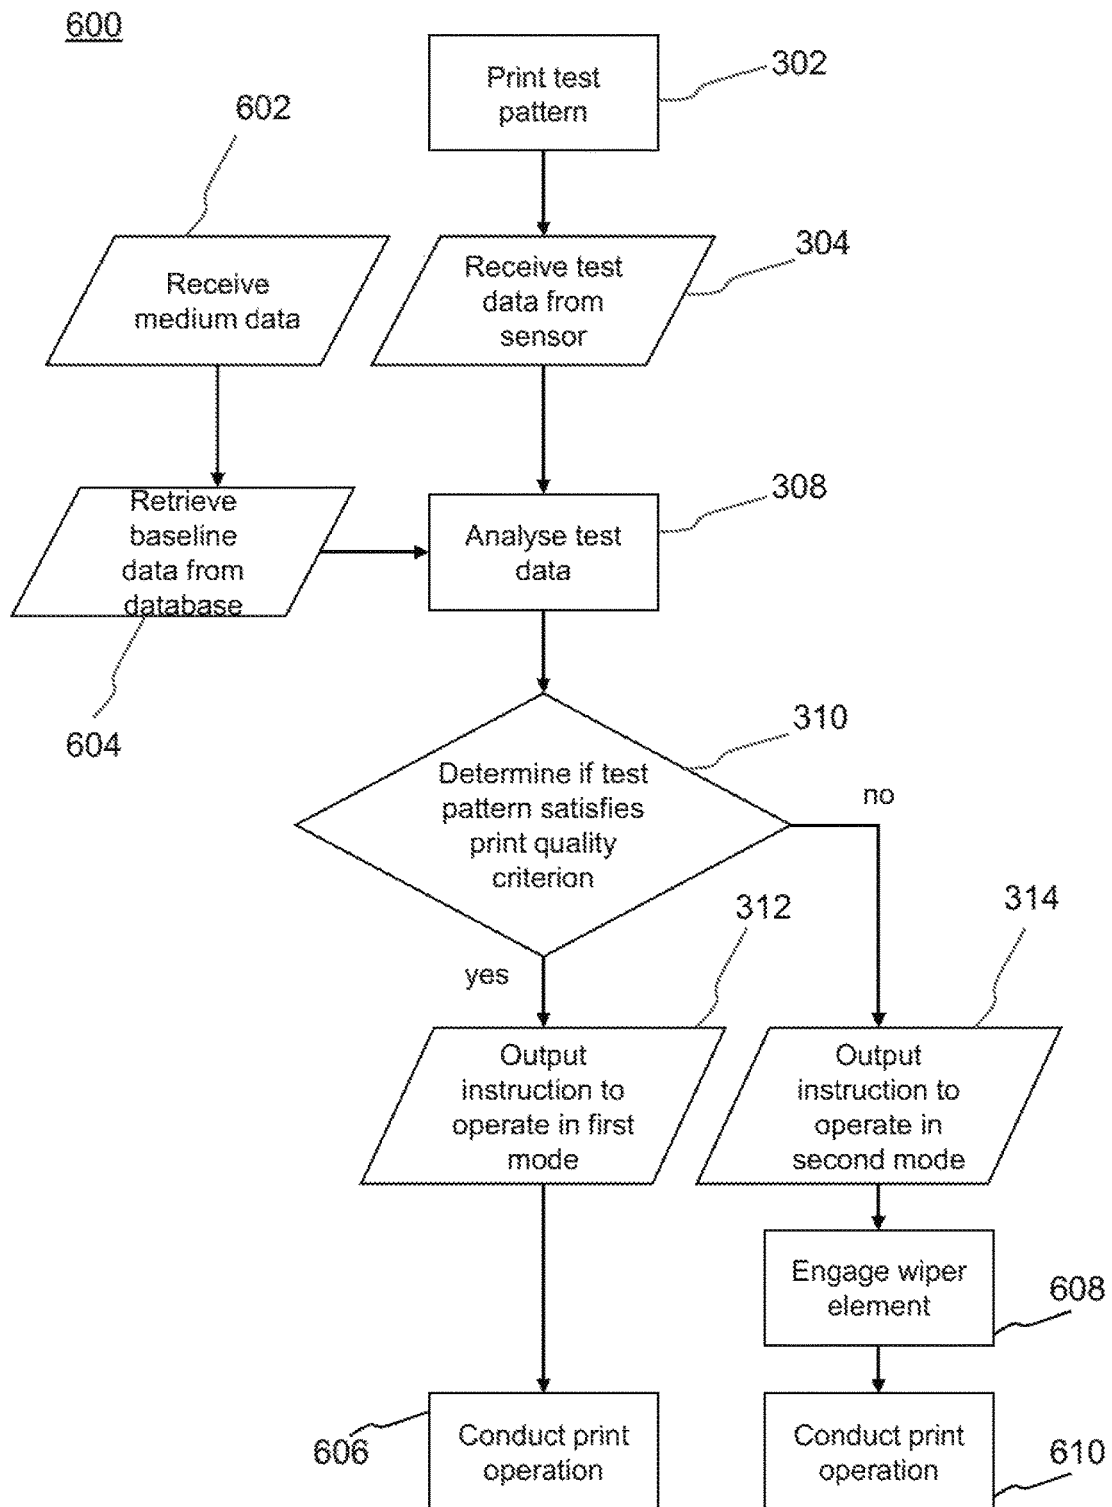 600
Print test
pattern
302
602
Receive
medium data
Receive test
data from
sensor
304
Retrieve
baseline
data from
database
604
Analyse test
data
308
Determine if test
pattern satisfies
print quality
criterion
310
no
yes
312
314
Output
instruction to
operate in first
mode
Output
instruction to
operate in
second mode
Engage wiper
element
608
606
Conduct print
operation
Conduct print
operation
610